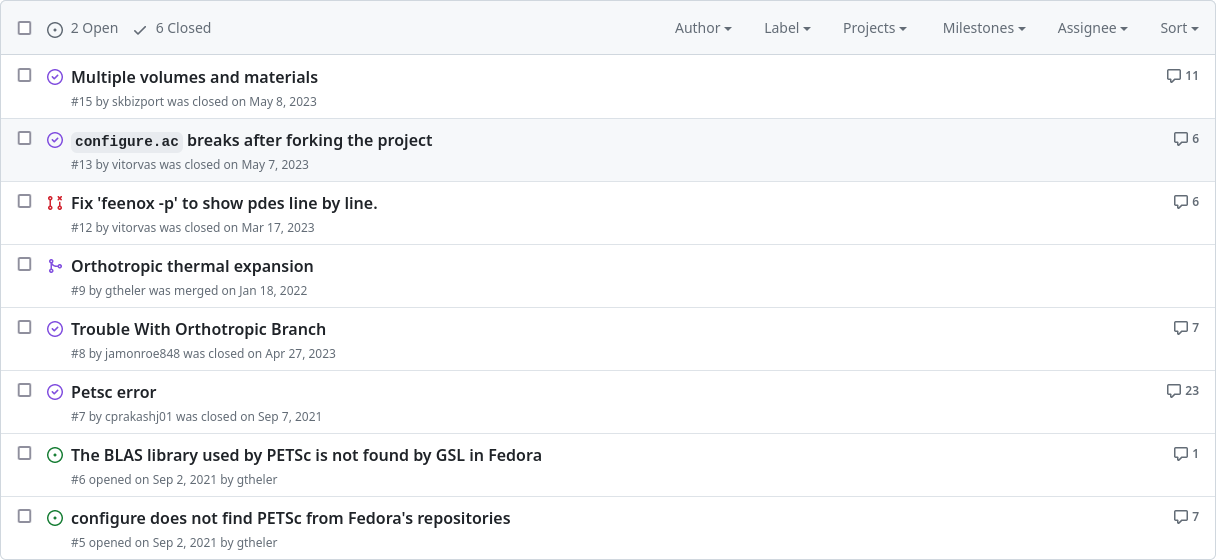 2 Open 6 Closed Author Label Projects Milestones Assignee Sort
Multiple volumes and materials 11
#15 by skbizport was closed on May 8, 2023
configure.ac breaks after forking the project 6
#13 by vitorvas was closed on May 7, 2023
Fix 'feenox -p' to show pdes line by line. 6
#12 by vitorvas was closed on Mar 17, 2023
Orthotropic thermal expansion
#9 by gtheler was merged on Jan 18, 2022
Trouble With Orthotropic Branch 7
#8 by jamonroe848 was closed on Apr 27, 2023
Petsc error 23
#7 by cprakashj01 was closed on Sep 7, 2021
The BLAS library used by PETSc is not found by GSL in Fedora 1
#6 opened on Sep 2, 2021 by gtheler
configure does not find PETSc from Fedora's repositories 7
#5 opened on Sep 2, 2021 by gtheler